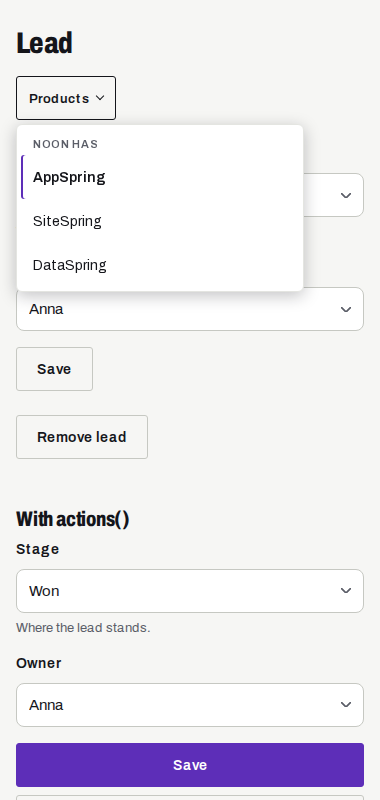 Lead
Products
NOON HAS
AppSpring
SiteSpring
DataSpring
Anna
Save
Remove lead
With actions()
Stage
Won
Where the lead stands.
Owner
Anna
Save